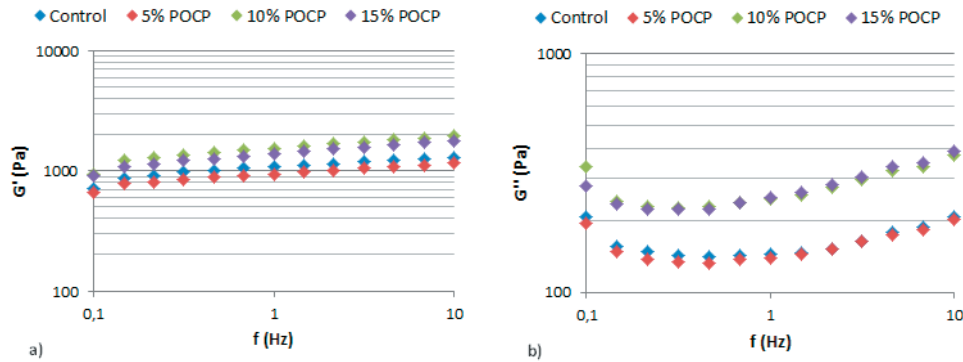 Control 5% POCP 10% POCP 15% POCP
10000
1000
100
G' (Pa)
0,1 1 10
f (Hz)
a)
Control 5% POCP 10% POCP 15% POCP
1000
100
G'' (Pa)
0,1 1 10
f (Hz)
b)